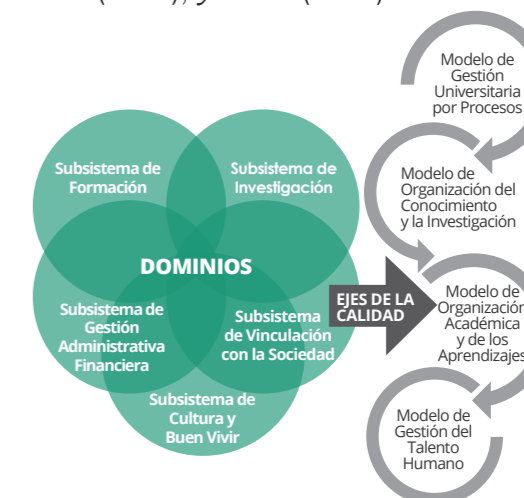 Subsistema de
Formación
Subsistema de
Investigación
DOMINIOS
Subsistema de
Gestión
Administrativa
Financiera
Subsistema
de Vinculación
con la Sociedad
Subsistema de
Cultura y
Buen Vivir
EJES DE LA
CALIDAD
Modelo de
Gestión
Universitaria
por Procesos
Modelo de
Organización del
Conocimiento
y la Investigación
Modelo de
Organización
Académica
y de los
Aprendizajes
Modelo de
Gestión del
Talento
Humano